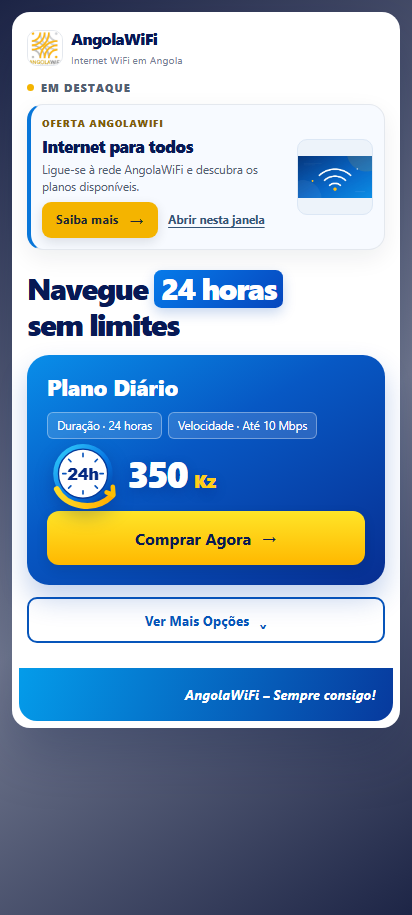 AngolaWiFi
Internet WiFi em Angola
EM DESTAQUE
OFERTA ANGOLAWIFI
Internet para todos
Ligue-se à rede AngolaWiFi e descubra os
planos disponíveis.
Saiba mais → Abrir nesta janela
Navegue 24 horas
sem limites
Plano Diário
Duração · 24 horas Velocidade · Até 10 Mbps
24h 350 Kz
Comprar Agora →
Ver Mais Opções ⌄
AngolaWiFi – Sempre consigo!